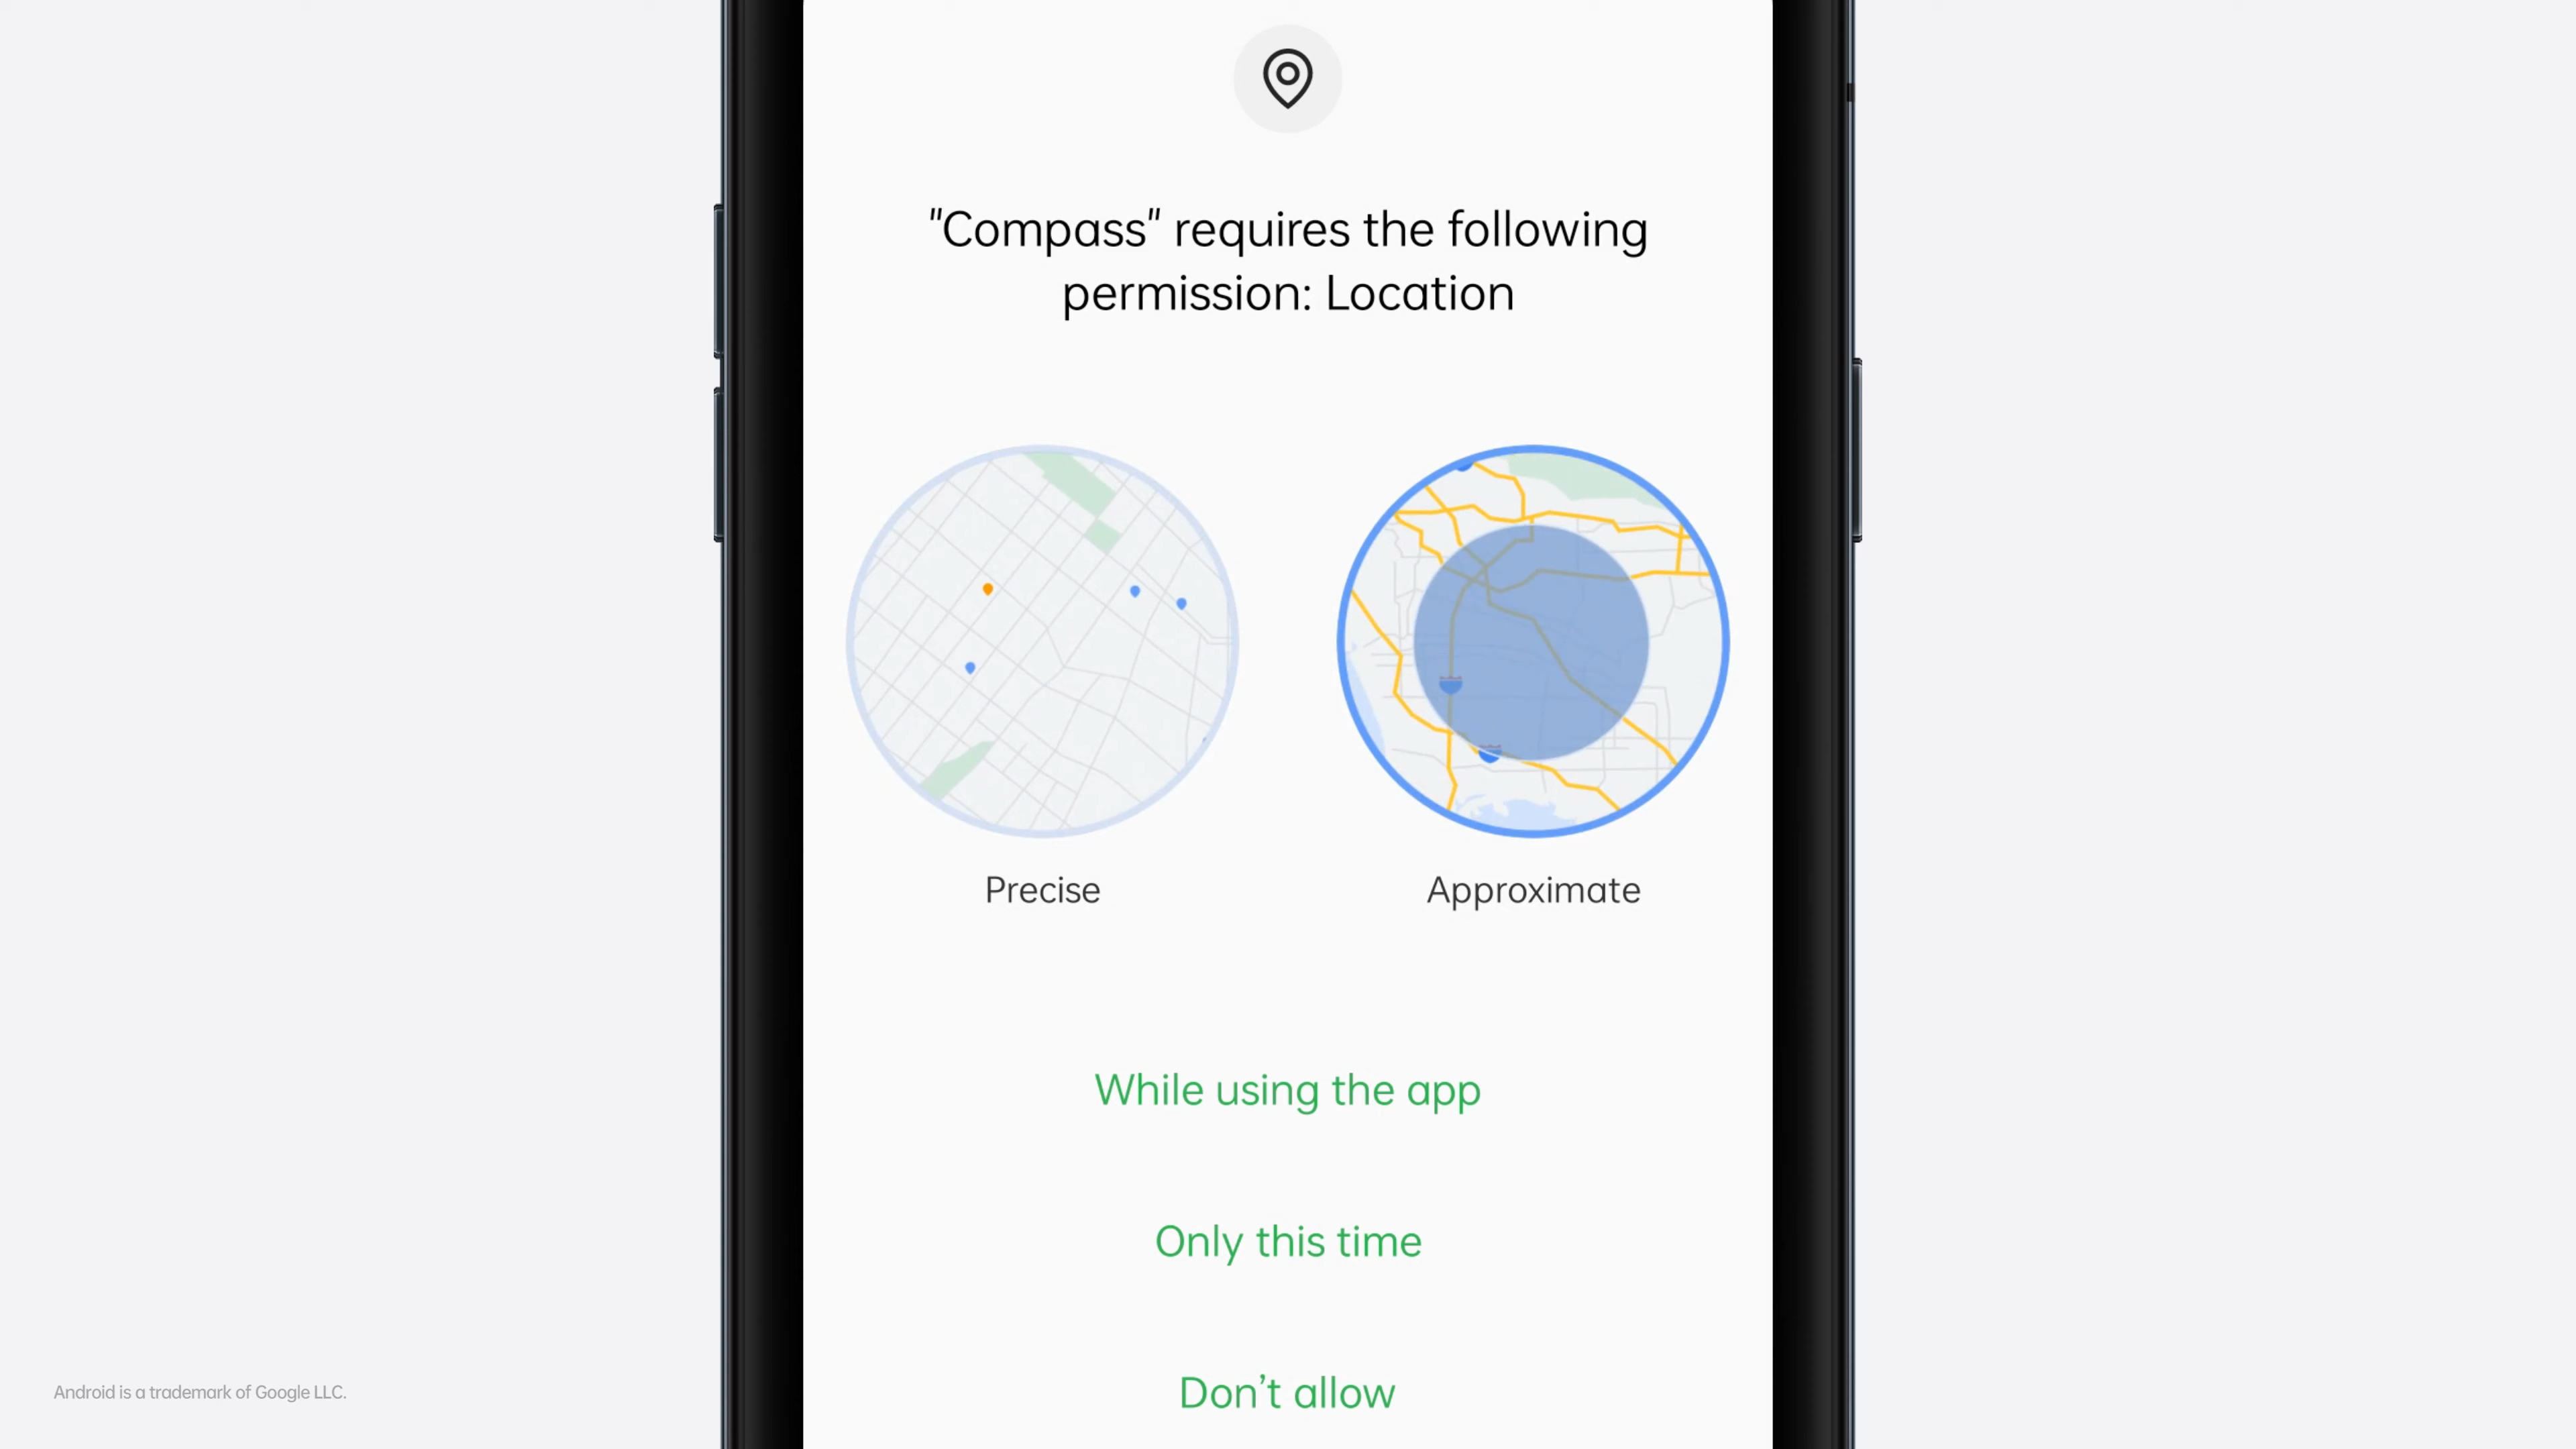 "Compass" requires the following
permission: Location
Precise
Approximate
While using the app
Only this time
Don't allow
Android is a trademark of Google LLC.